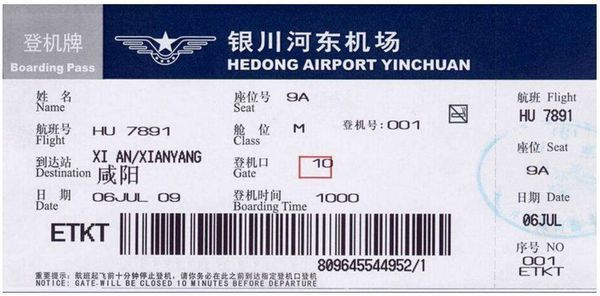 登机牌
Boarding Pass
银川河东机场
HEDONG AIRPORT YINCHUAN
姓 名
Name
座位号 9A
Seat
航班号 HU 7891
Flight
舱 位 M 登机号:001
Class
到达站 XI AN/XIANYANG
Destination 咸阳
登机口 10
Gate
日 期 06JUL 09
Date
登机时间 1000
Boarding Time
ETKT
809645544952/1
重要提示:航班起飞前十分钟停止登机,请你务必在此之前到达指定登机口登机
NOTICE: GATE WILL BE CLOSED 10 MINUTES BEFORE DEPARTURE
航班 Flight
HU 7891
座位 Seat
9A
日期 Date
06JUL
序号 NO
001
ETKT